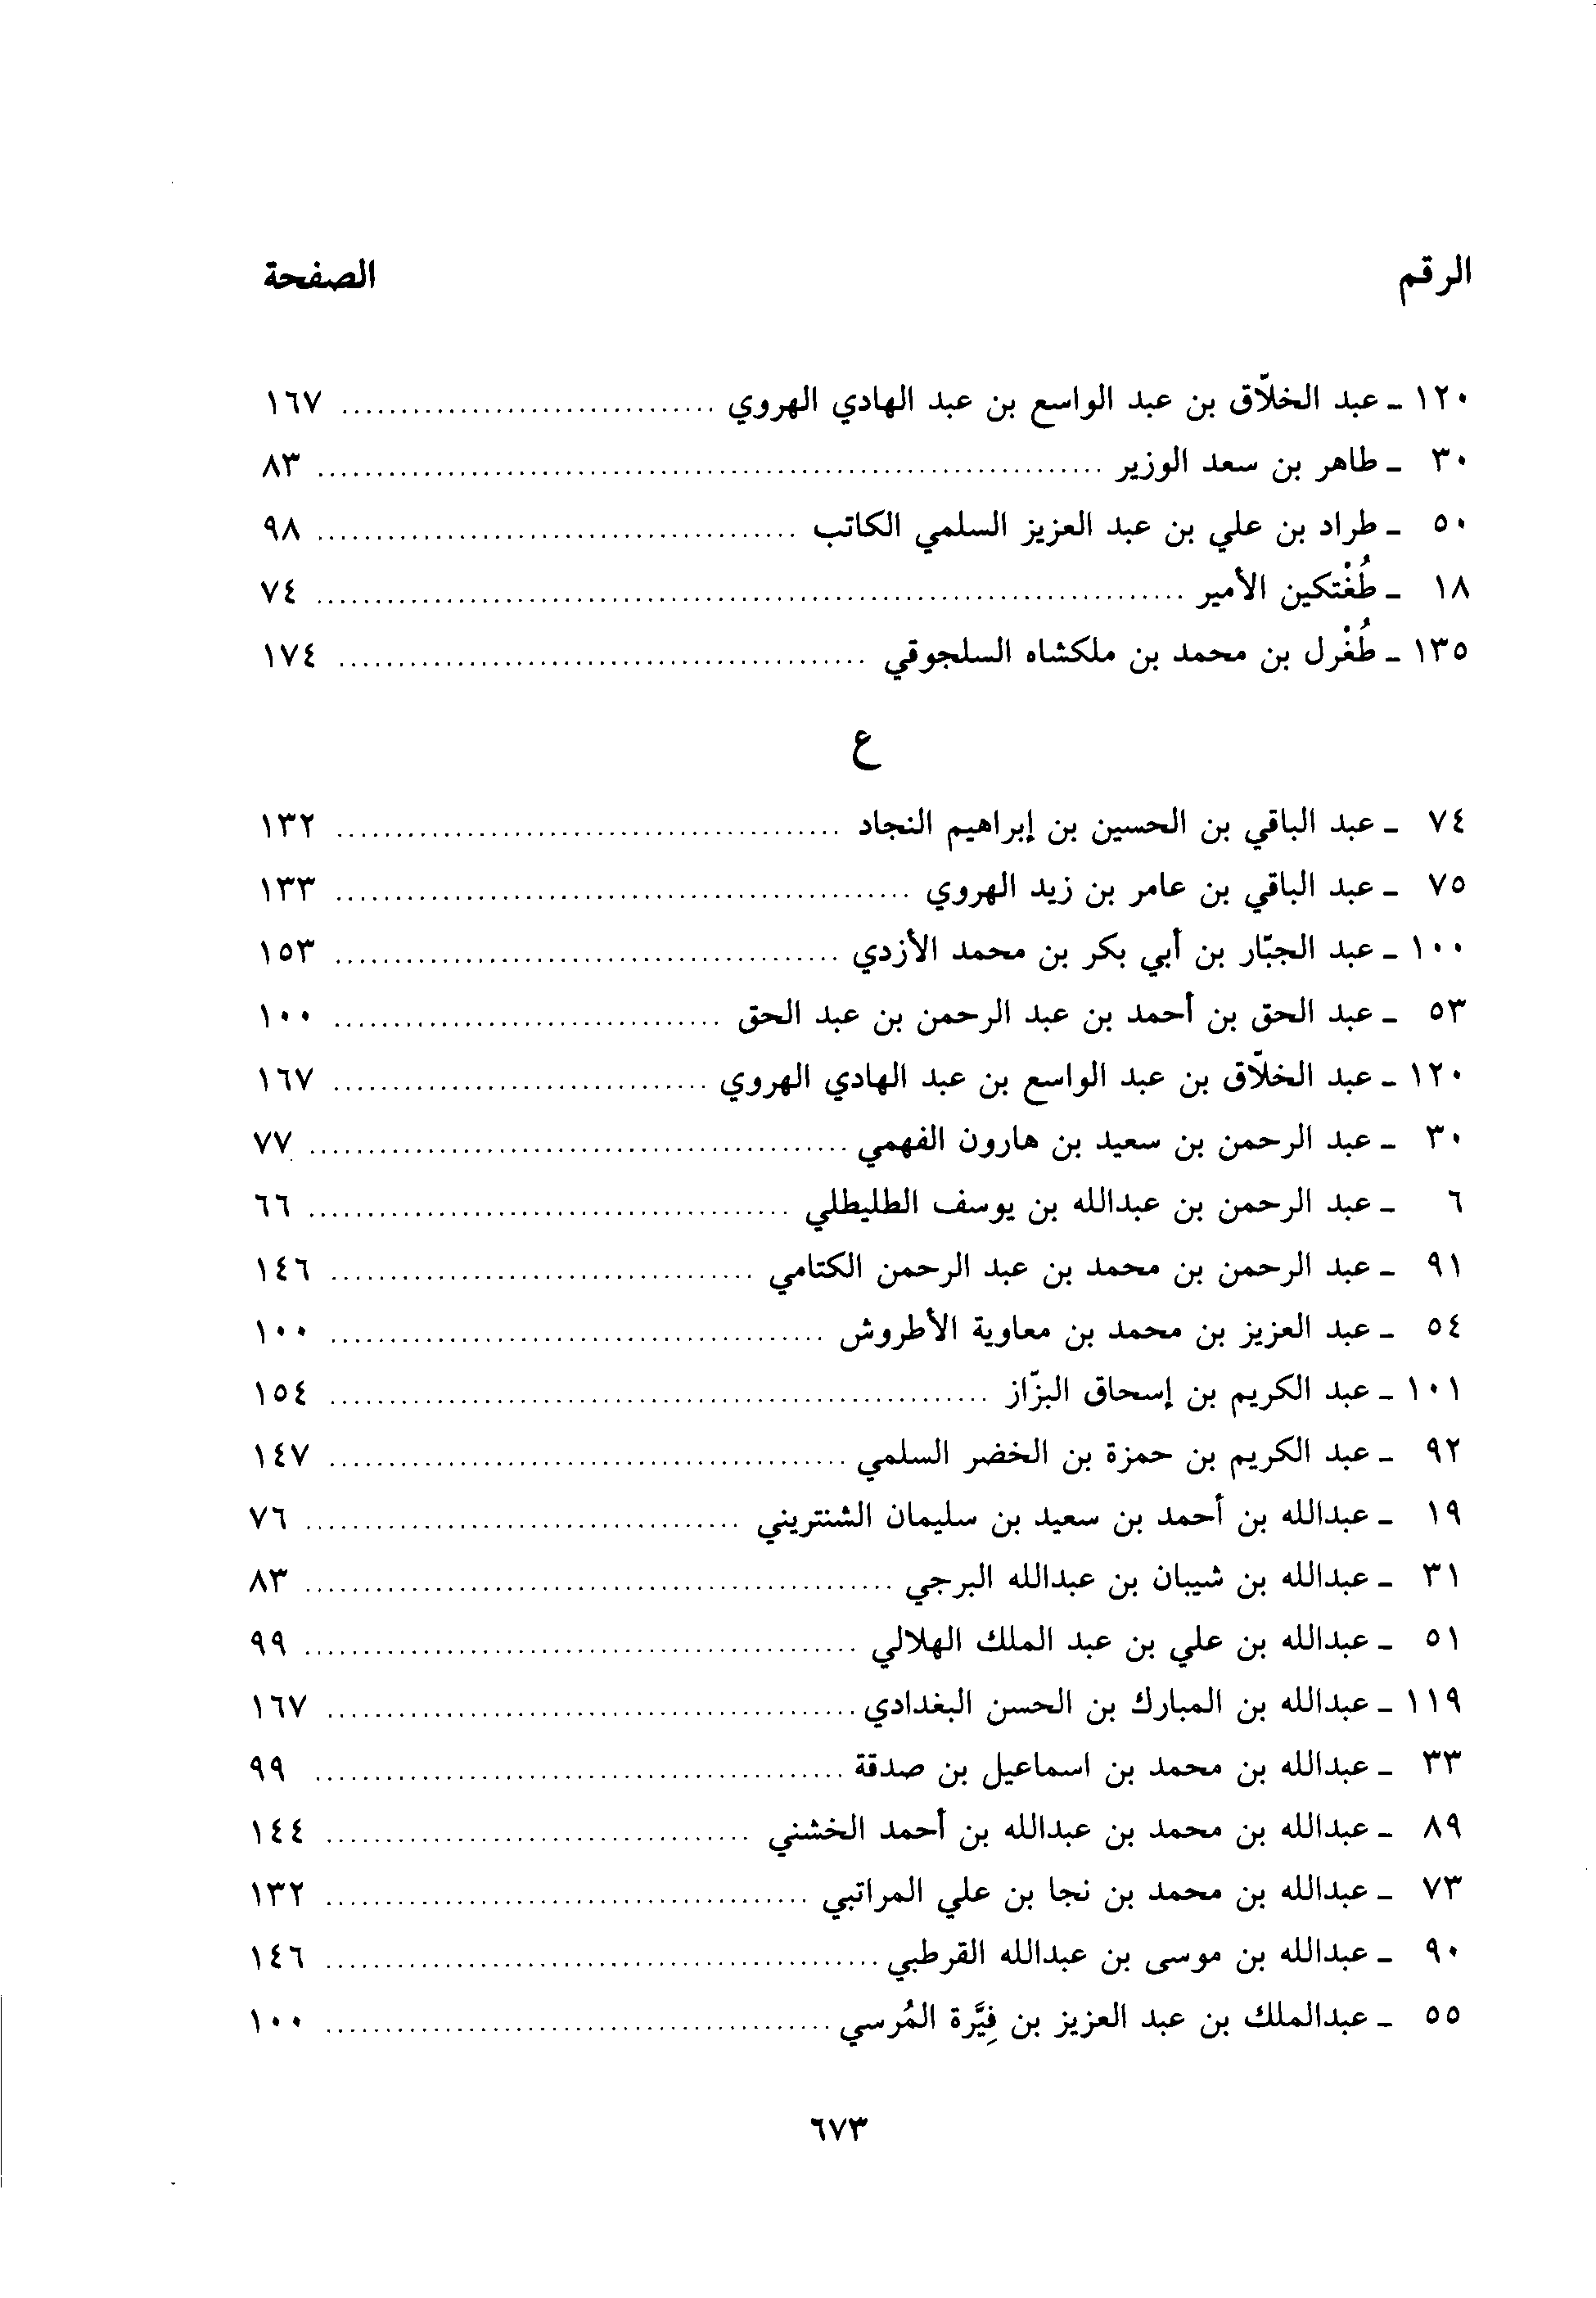 الرقم الصفحة
١٢٠ ـ عبد الخلاّق بن عبد الواسع بن عبد الهادي الهروي ................ ١٦٧
٣٠ ـ طاهر بن سعد الوزير ................ ٨٣
٥٠ ـ طراد بن علي بن عبد العزيز السلمي الكاتب ................ ٩٨
١٨ ـ طُغْتكين الأمير ................ ٧٤
١٣٥ ـ طُغْرل بن محمد بن ملكشاه السلجوقي ................ ١٧٤
ع
٧٤ ـ عبد الباقي بن الحسين بن إبراهيم النجاد ................ ١٣٢
٧٥ ـ عبد الباقي بن عامر بن زيد الهروي ................ ١٣٣
١٠٠ ـ عبد الجبّار بن أبي بكر بن محمد الأزدي ................ ١٥٣
٥٣ ـ عبد الحق بن أحمد بن عبد الرحمن بن عبد الحق ................ ١٠٠
١٢٠ ـ عبد الخلاّق بن عبد الواسع بن عبد الهادي الهروي ................ ١٦٧
٣٠ ـ عبد الرحمن بن سعيد بن هارون الفهمي ................ ٧٧
٦ ـ عبد الرحمن بن عبدالله بن يوسف الطليطلي ................ ٦٦
٩١ ـ عبد الرحمن بن محمد بن عبد الرحمن الكتامي ................ ١٤٦
٥٤ ـ عبد العزيز بن محمد بن معاوية الأطروش ................ ١٠٠
١٠١ ـ عبد الكريم بن إسحاق البزّاز ................ ١٥٤
٩٢ ـ عبد الكريم بن حمزة بن الخضر السلمي ................ ١٤٧
١٩ ـ عبدالله بن أحمد بن سعيد بن سليمان الشنتريني ................ ٧٦
٣١ ـ عبدالله بن شيبان بن عبدالله البرجي ................ ٨٣
٥١ ـ عبدالله بن علي بن عبد الملك الهلالي ................ ٩٩
١١٩ ـ عبدالله بن المبارك بن الحسن البغدادي ................ ١٦٧
٣٣ ـ عبدالله بن محمد بن اسماعيل بن صدقة ................ ٩٩
٨٩ ـ عبدالله بن محمد بن عبدالله بن أحمد الخشني ................ ١٤٤
٧٣ ـ عبدالله بن محمد بن نجا بن علي المراتبي ................ ١٣٢
٩٠ ـ عبدالله بن موسى بن عبدالله القرطبي ................ ١٤٦
٥٥ ـ عبدالملك بن عبد العزيز بن فِيَّرة المُرسي ................ ١٠٠
٦٧٣